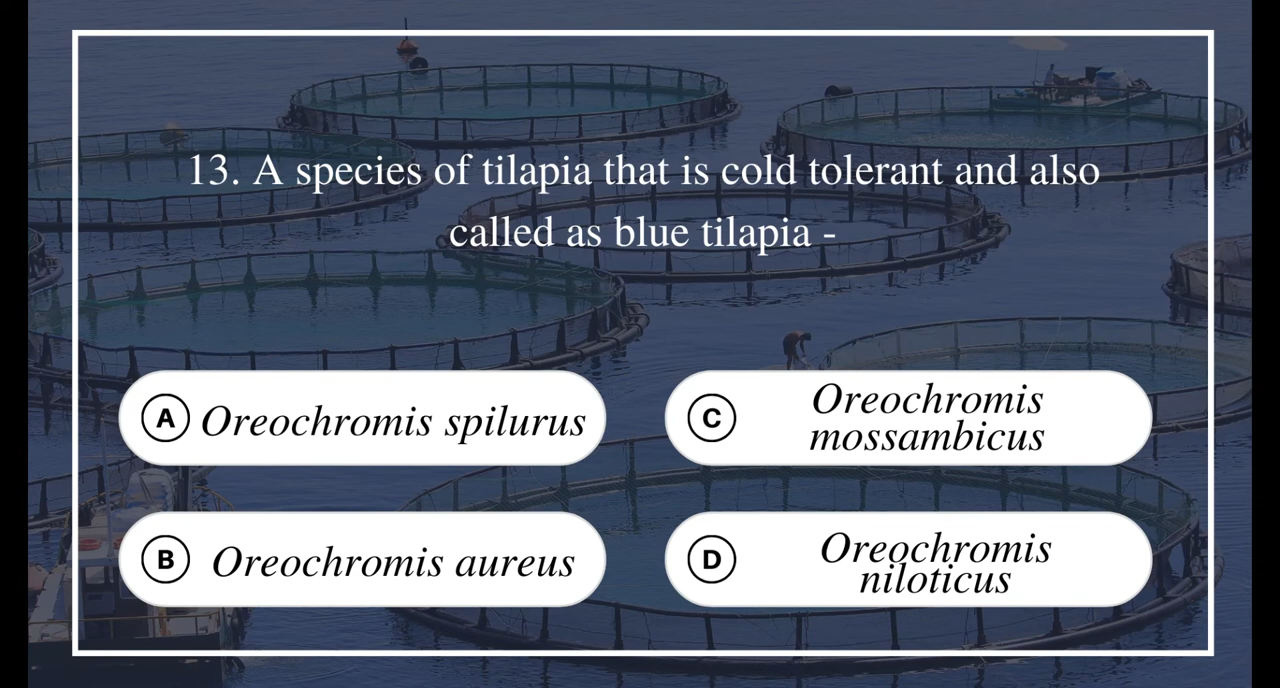 13. A species of tilapia that is cold tolerant and also
called as blue tilapia -
A Oreochromis spilurus
C Oreochromis
mossambicus
B Oreochromis aureus
D Oreochromis
niloticus